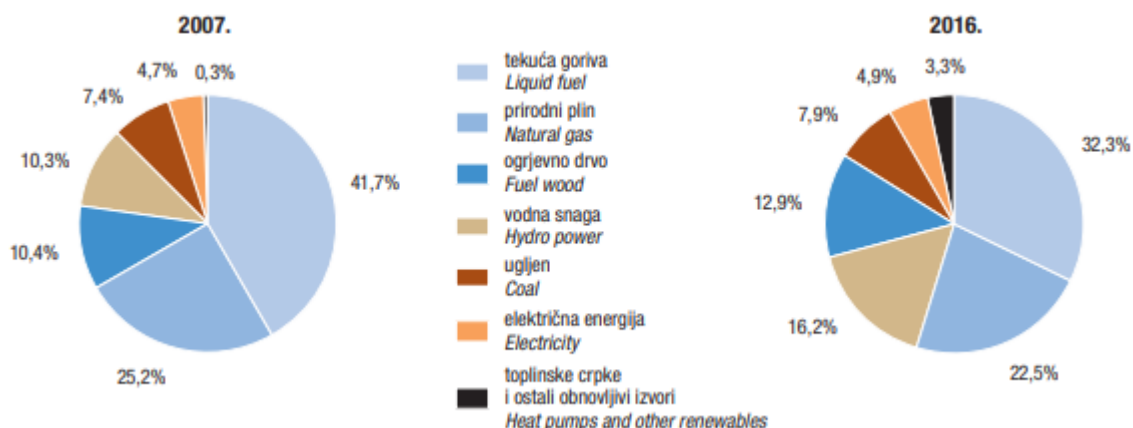 2007.
4,7%
0,3%
7,4%
10,3%
41,7%
10,4%
25,2%
tekuća goriva
Liquid fuel
prirodni plin
Natural gas
ogrjevno drvo
Fuel wood
vodna snaga
Hydro power
ugljen
Coal
električna energija
Electricity
toplinske crpke
i ostali obnovljivi izvori
Heat pumps and other renewables
2016.
4,9%
3,3%
7,9%
32,3%
12,9%
16,2%
22,5%